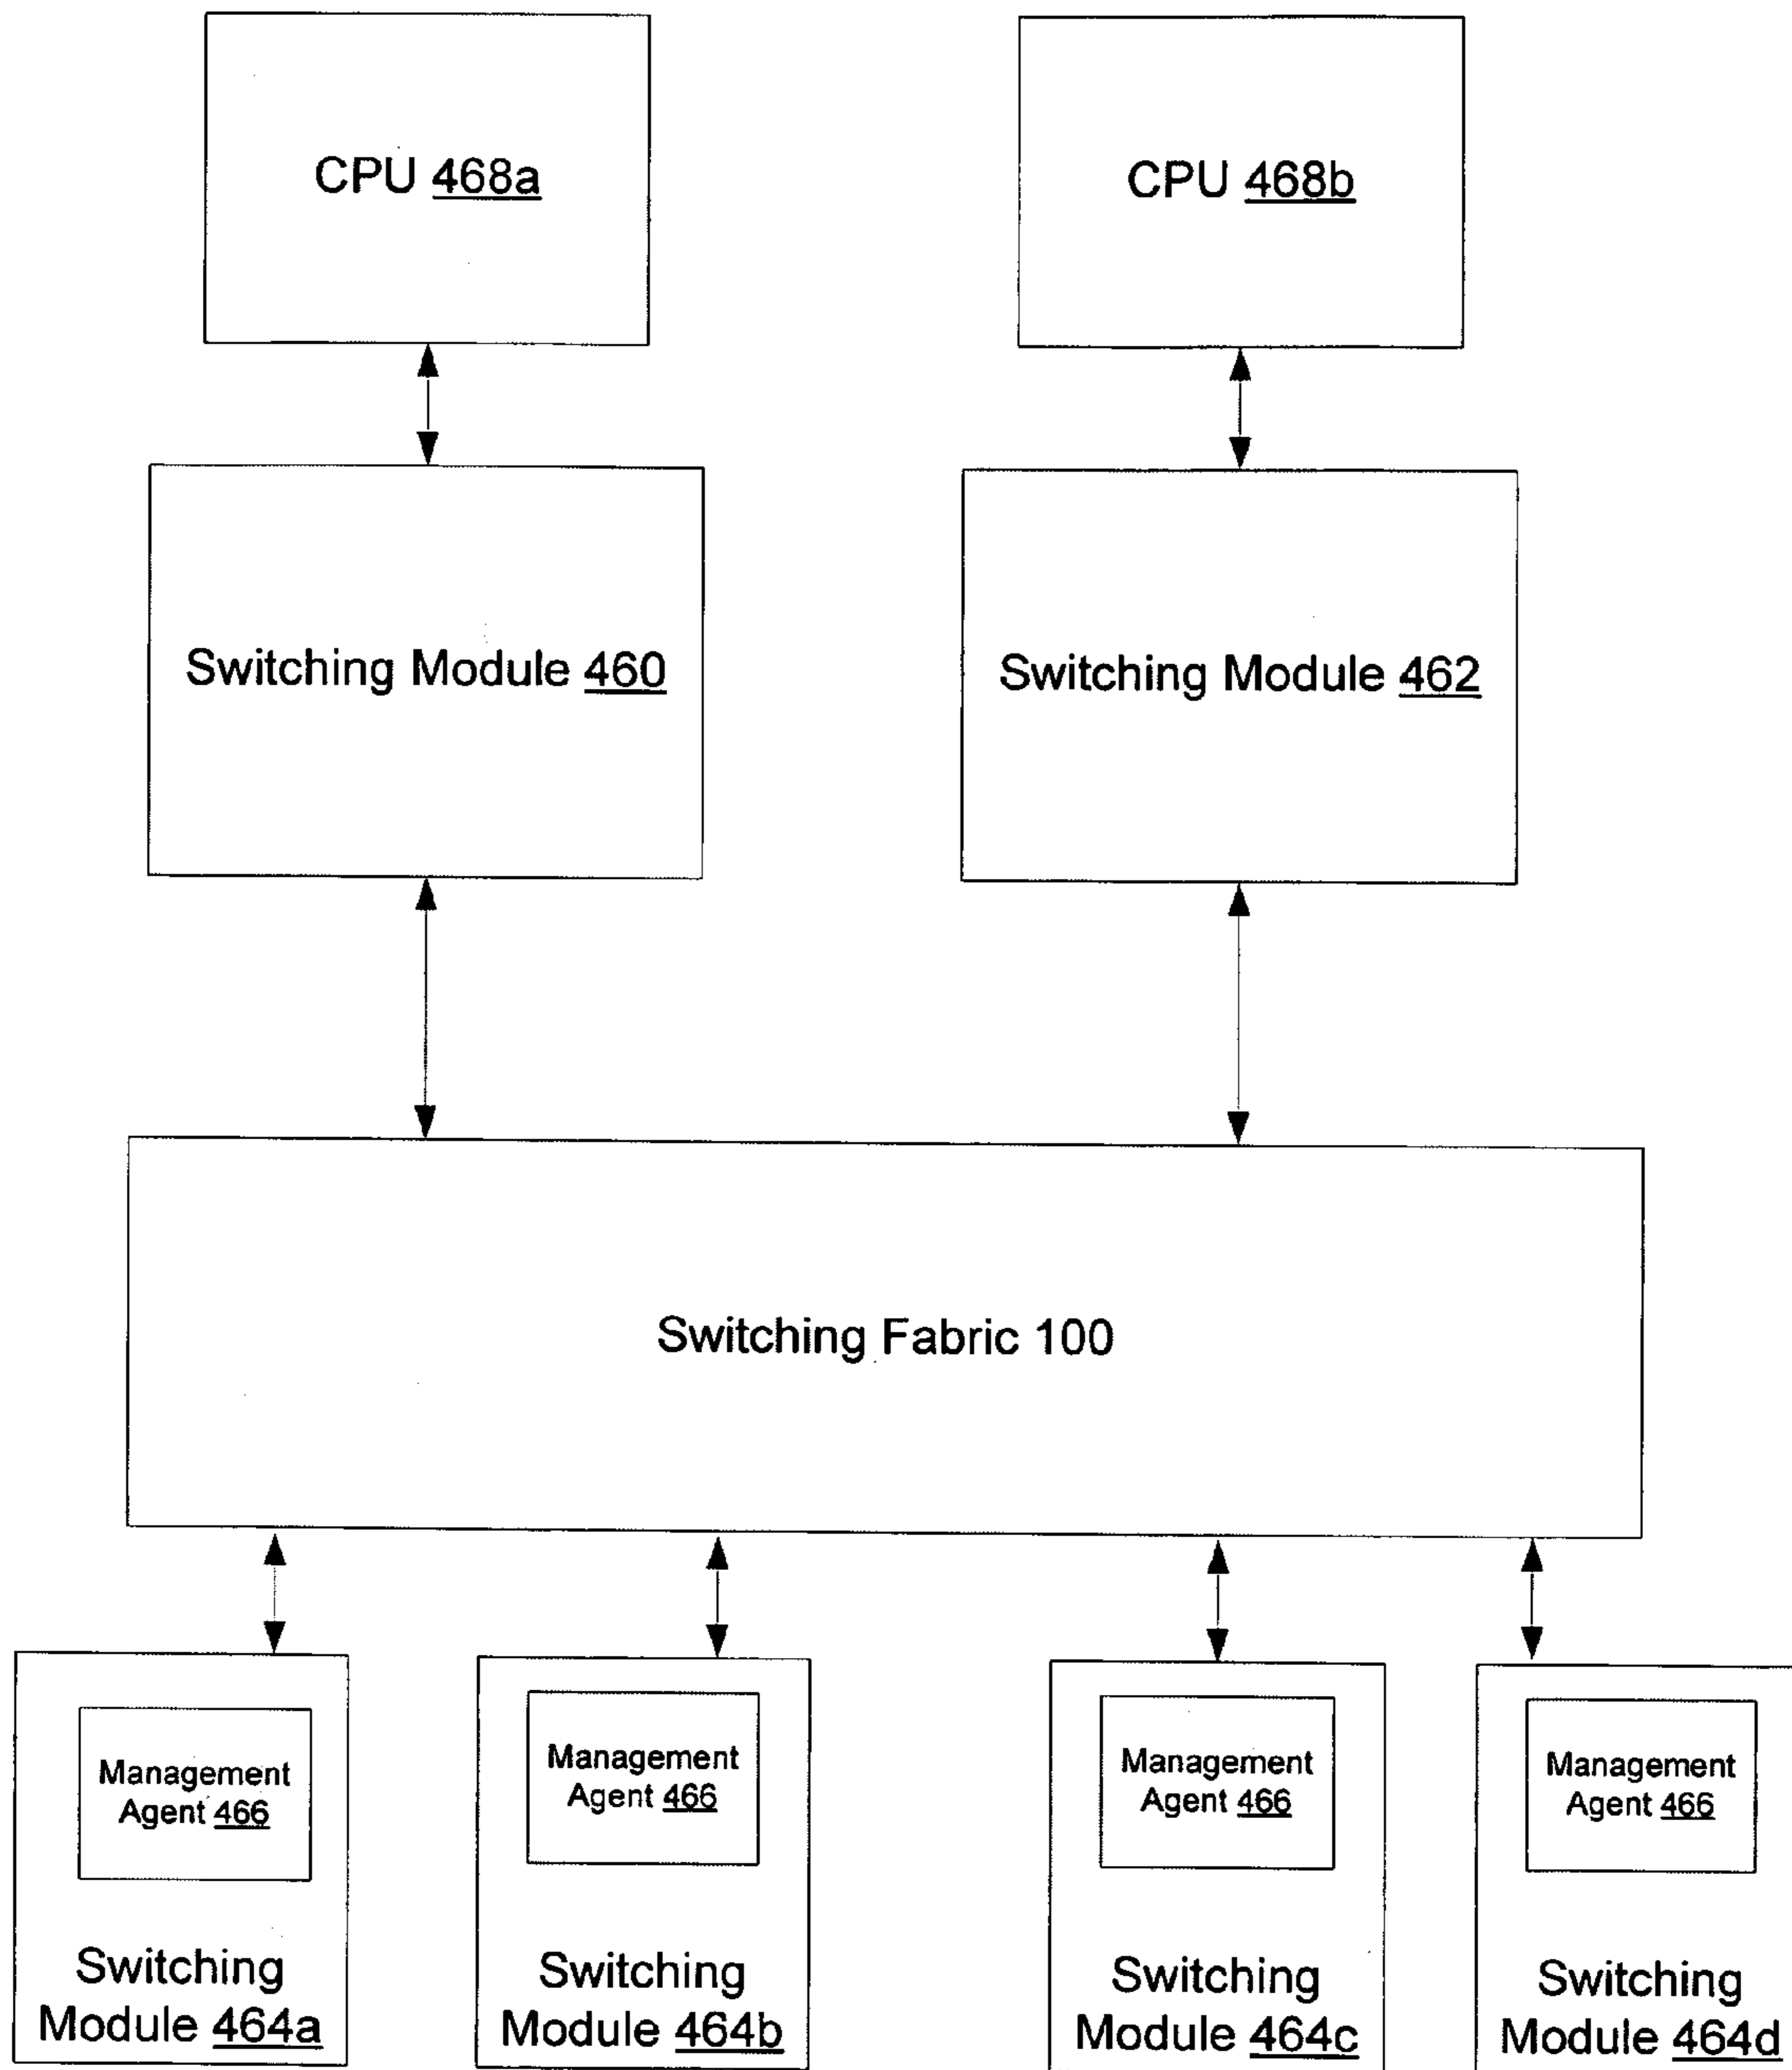 CPU 468a
CPU 468b
Switching Module 460
Switching Module 462
Switching Fabric 100
Management
Agent 466
Switching
Module 464a
Management
Agent 466
Switching
Module 464b
Management
Agent 466
Switching
Module 464c
Management
Agent 466
Switching
Module 464d